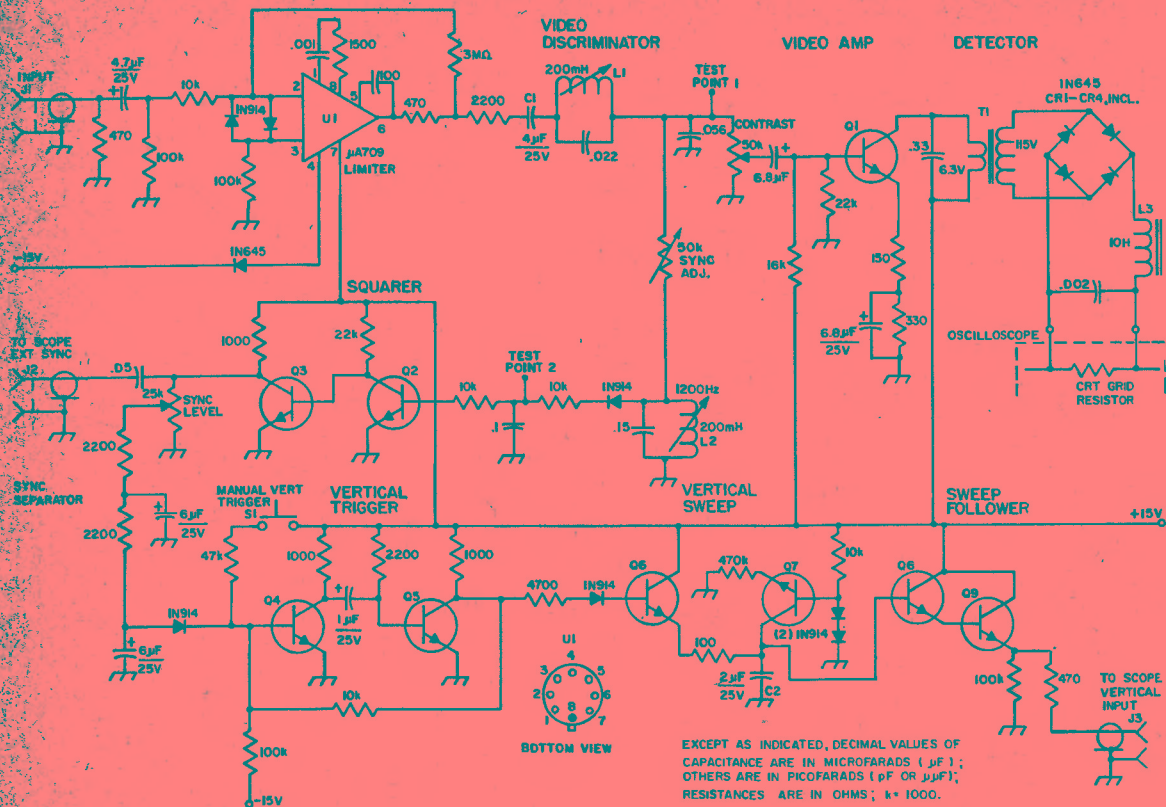 VIDEO
DISCRIMINATOR
VIDEO AMP
DETECTOR
INPUT
J1
4.7µF
25V
+
10k
470
100k
1N914
100k
.001
1500
100
3MΩ
1
8
5
2
3
4
7
6
U1
µA709
LIMITER
470
2200
C1
4µF
25V
200mH
L1
.022
TEST
POINT 1
.056
CONTRAST
50k
6.8µF
+
Q1
22k
16k
150
6.8µF
25V
+
330
.33
6.3V
T1
115V
1N645
CR1-CR4, INCL.
L3
10H
.002
OSCILLOSCOPE
CRT GRID
RESISTOR
-15V
1N645
50k
SYNC
ADJ.
SQUARER
1000
22k
TO SCOPE
EXT SYNC
J2
.05
25k
SYNC
LEVEL
Q3
Q2
10k
TEST
POINT 2
10k
.1
1N914
.15
1200Hz
200mH
L2
2200
SYNC
SEPARATOR
2200
6µF
25V
+
MANUAL VERT
TRIGGER
S1
VERTICAL
TRIGGER
VERTICAL
SWEEP
SWEEP
FOLLOWER
+15V
47k
1000
2200
1000
1N914
6µF
25V
+
Q4
1µF
25V
+
Q5
4700
1N914
Q6
470k
Q7
10k
(2) 1N914
100
2µF
25V
C2
Q6
Q9
100k
470
TO SCOPE
VERTICAL
INPUT
J3
10k
100k
-15V
U1
4
3
5
2
6
8
1
7
BOTTOM VIEW
EXCEPT AS INDICATED, DECIMAL VALUES OF
CAPACITANCE ARE IN MICROFARADS ( µF ) ;
OTHERS ARE IN PICOFARADS ( pF OR µµF);
RESISTANCES ARE IN OHMS; k= 1000.